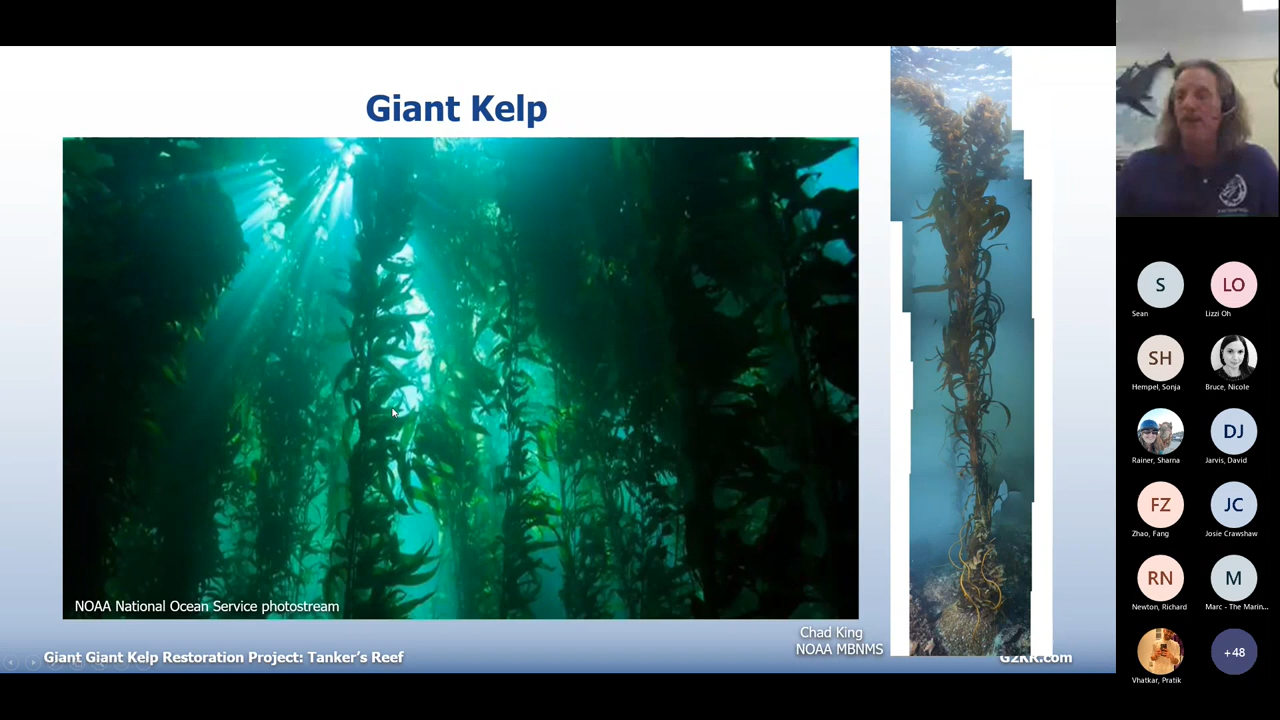 Giant Kelp
NOAA National Ocean Service photostream
Chad King
NOAA MBNMS
Giant Giant Kelp Restoration Project: Tanker's Reef
G2KR.com
S
LO
Sean
Lizzi Oh
SH
Hempel, Sonja
Bruce, Nicole
DJ
Rainer, Sharna
Jarvis, David
FZ
JC
Zhao, Fang
Josie Crawshaw
RN
M
Newton, Richard
Marc - The Marin...
+48
Vhatkar, Pratik